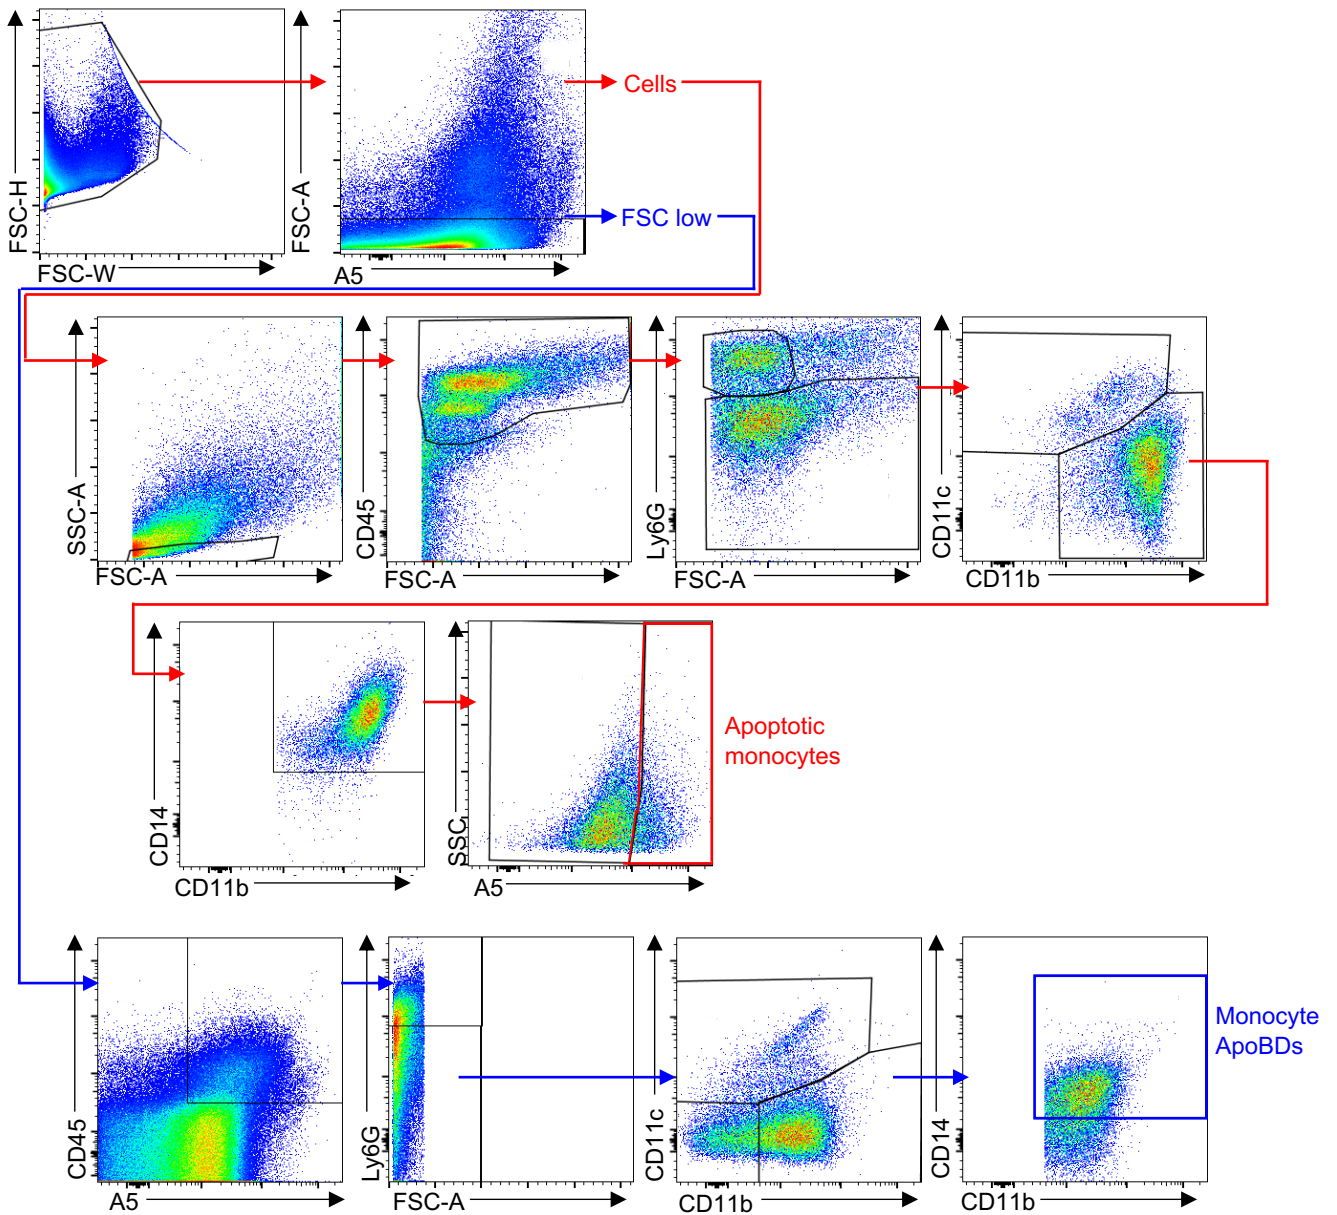 FSC-H
FSC-W
FSC-A
A5
Cells
FSC low
SSC-A
FSC-A
CD45
FSC-A
Ly6G
FSC-A
CD11c
CD11b
CD14
CD11b
SSC
A5
Apoptotic
monocytes
CD45
A5
Ly6G
FSC-A
CD11c
CD11b
CD14
CD11b
Monocyte
ApoBDs